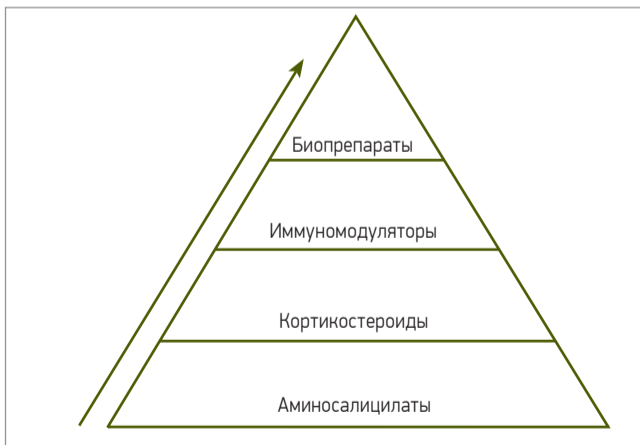 Биопрепараты
Иммуномодуляторы
Кортикостероиды
Аминосалицилаты